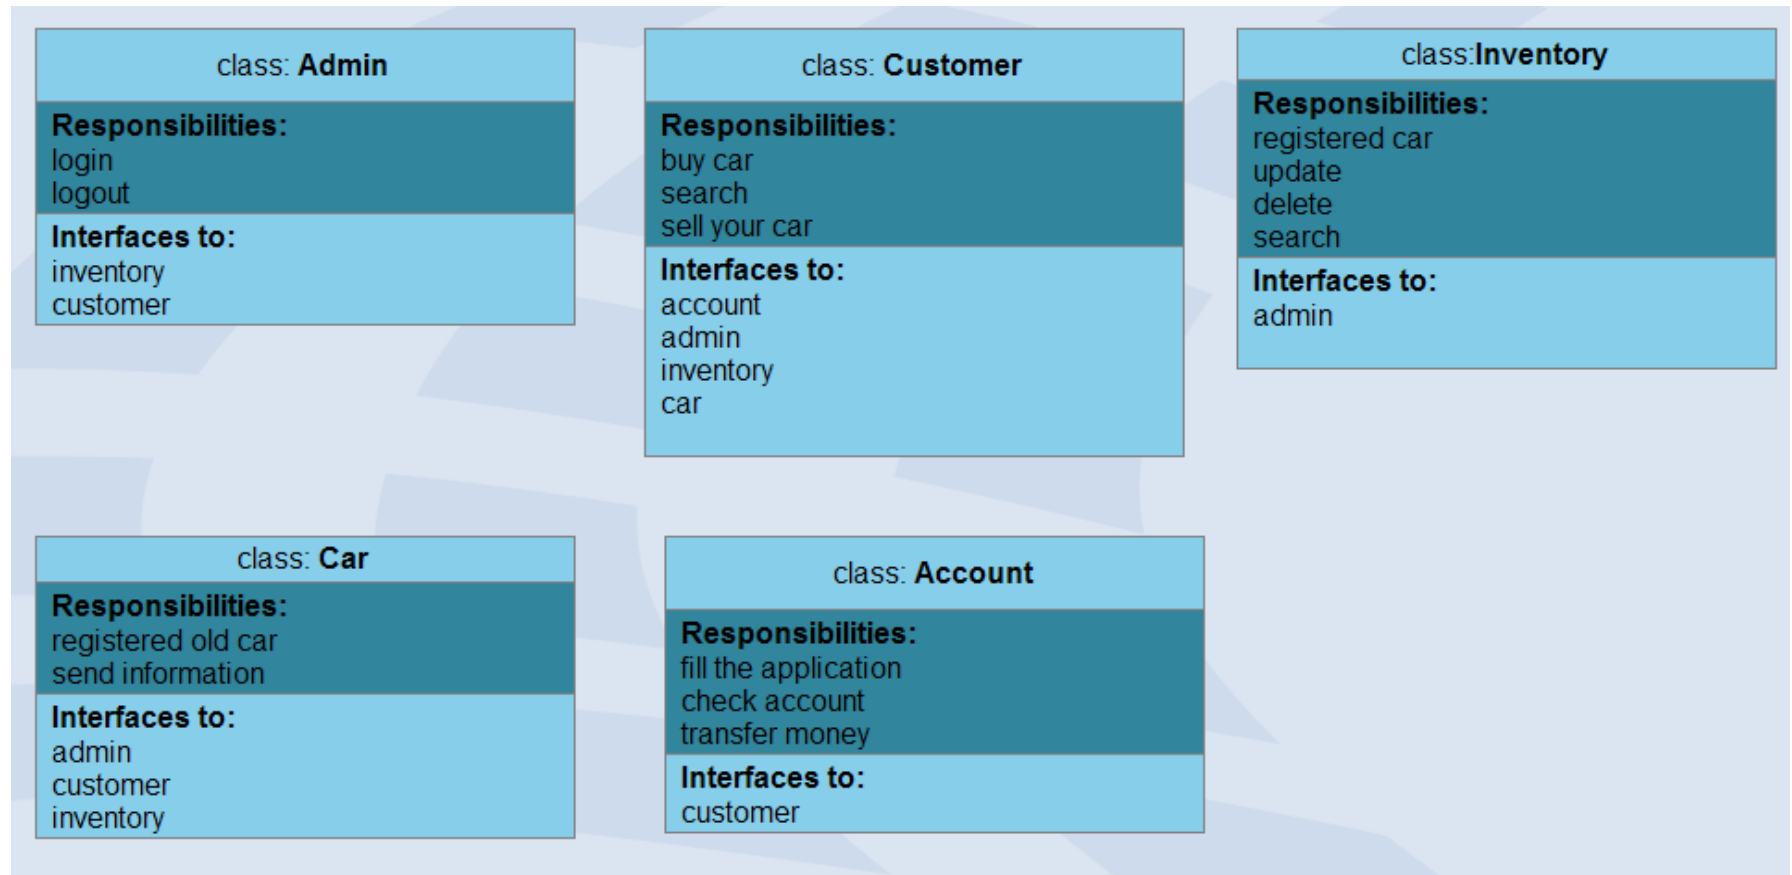 class: Admin
Responsibilities:
login
logout
Interfaces to:
inventory
customer
class: Customer
Responsibilities:
buy car
search
sell your car
Interfaces to:
account
admin
inventory
car
class:Inventory
Responsibilities:
registered car
update
delete
search
Interfaces to:
admin
class: Car
Responsibilities:
registered old car
send information
Interfaces to:
admin
customer
inventory
class: Account
Responsibilities:
fill the application
check account
transfer money
Interfaces to:
customer